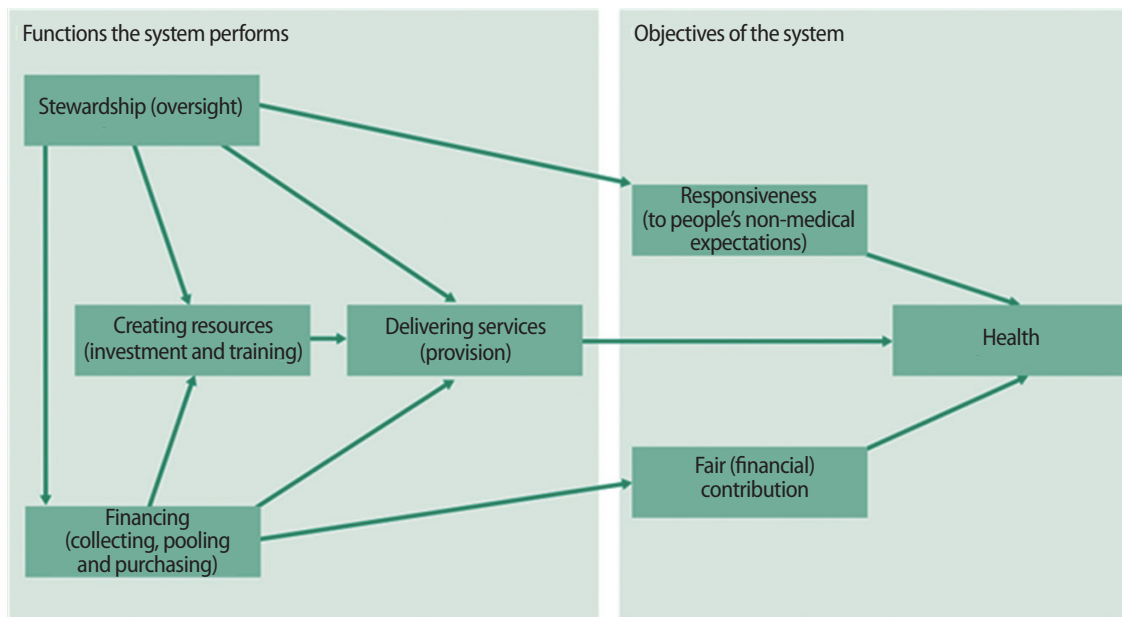 Functions the system performs
Objectives of the system
Stewardship (oversight)
Responsiveness
(to people's non-medical
expectations)
Creating resources
(investment and training)
Delivering services
(provision)
Health
Fair (financial)
contribution
Financing
(collecting, pooling
and purchasing)